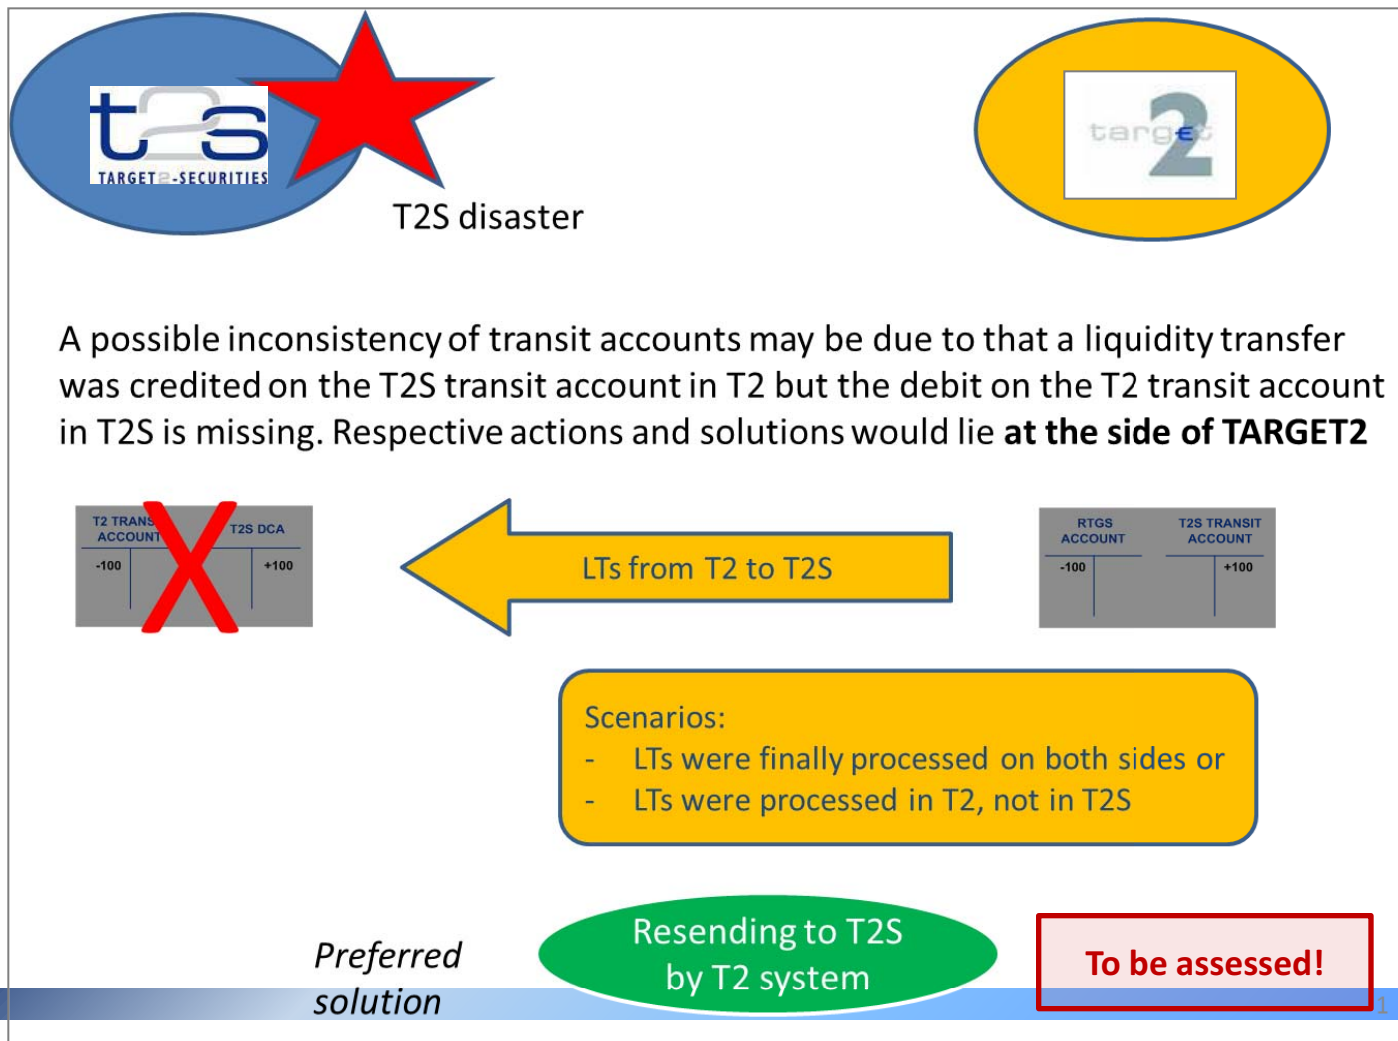 t2s
TARGET2-SECURITIES
target
2
T2S disaster
A possible inconsistency of transit accounts may be due to that a liquidity transfer
was credited on the T2S transit account in T2 but the debit on the T2 transit account
in T2S is missing. Respective actions and solutions would lie at the side of TARGET2
T2 TRANS
ACCOUNT
T2S DCA
-100
+100
X
LTs from T2 to T2S
RTGS
ACCOUNT
T2S TRANSIT
ACCOUNT
-100
+100
Scenarios:
- LTs were finally processed on both sides or
- LTs were processed in T2, not in T2S
Preferred
solution
Resending to T2S
by T2 system
To be assessed!
1